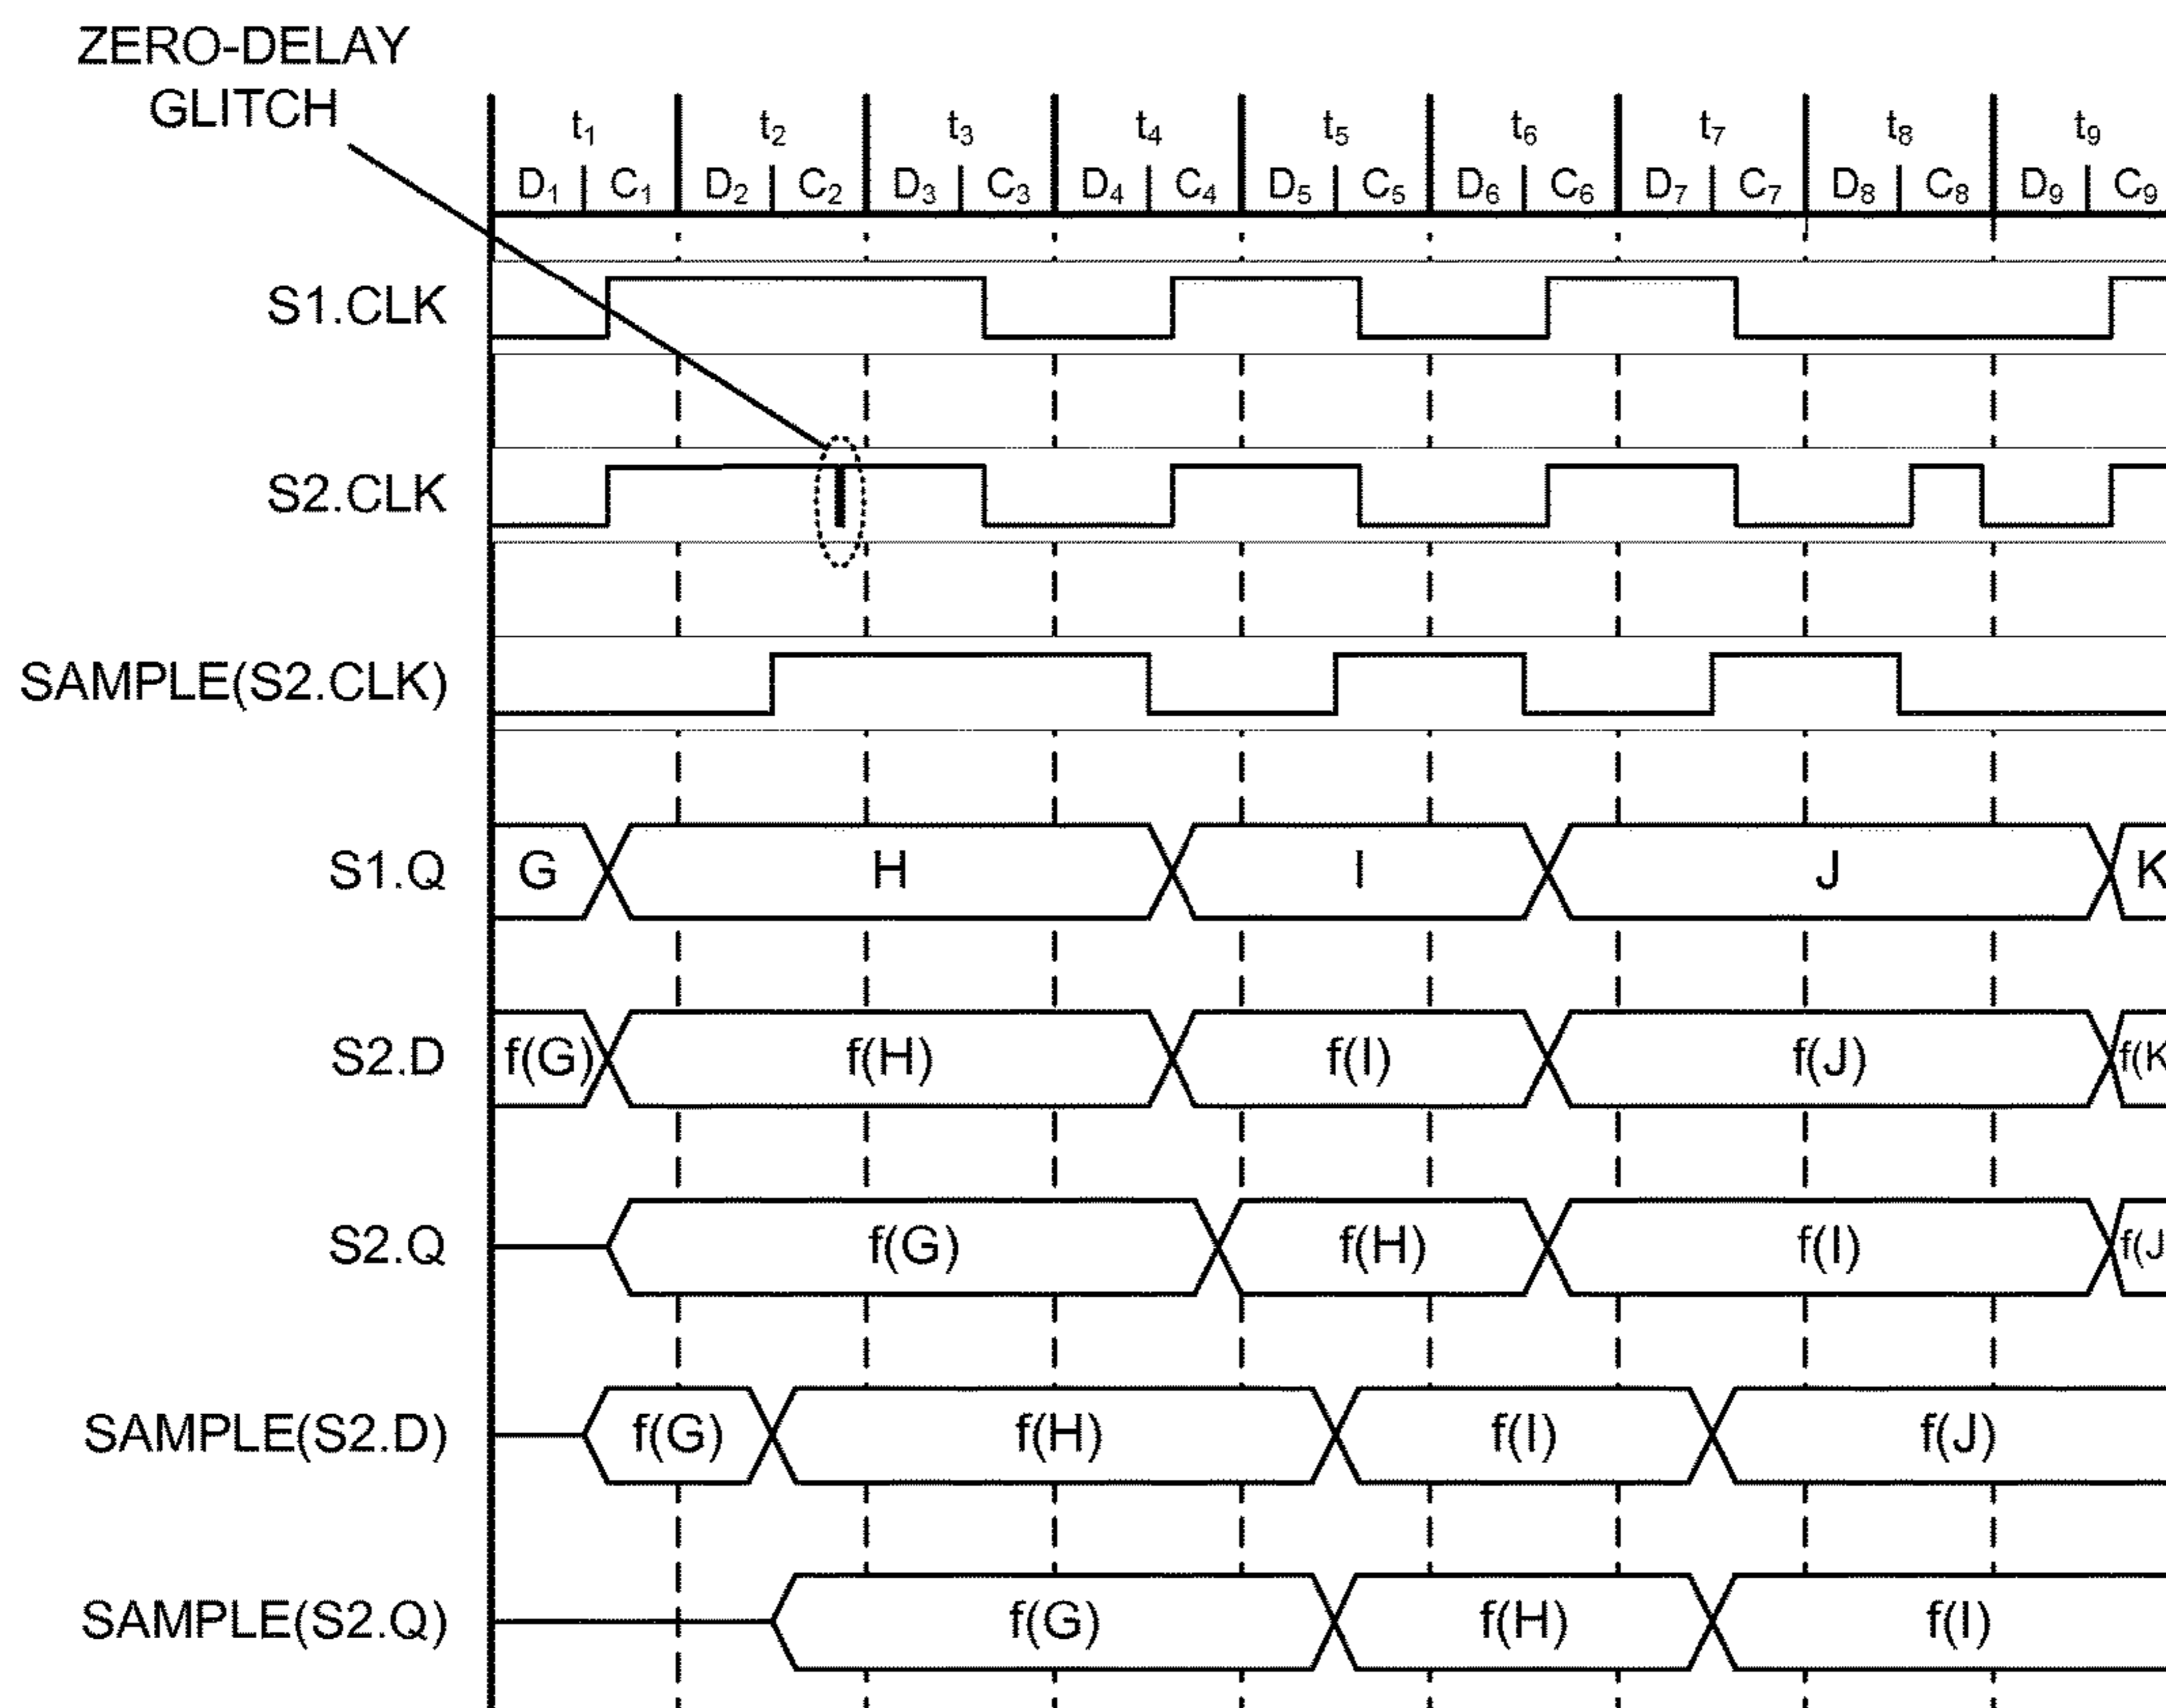 ZERO-DELAY
GLITCH
t1 t2 t3 t4 t5 t6 t7 t8 t9
D1 C1 D2 C2 D3 C3 D4 C4 D5 C5 D6 C6 D7 C7 D8 C8 D9 C9
S1.CLK
S2.CLK
SAMPLE(S2.CLK)
S1.Q G H I J K
S2.D f(G) f(H) f(I) f(J) f(K
S2.Q f(G) f(H) f(I) f(J
SAMPLE(S2.D) f(G) f(H) f(I) f(J)
SAMPLE(S2.Q) f(G) f(H) f(I)